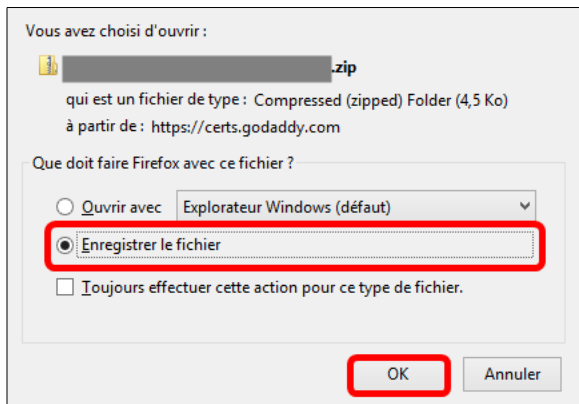 Vous avez choisi d'ouvrir :
.zip
qui est un fichier de type : Compressed (zipped) Folder (4,5 Ko)
à partir de : https://certs.godaddy.com
Que doit faire Firefox avec ce fichier ?
Ouvrir avec Explorateur Windows (défaut)
Enregistrer le fichier
Toujours effectuer cette action pour ce type de fichier.
OK Annuler